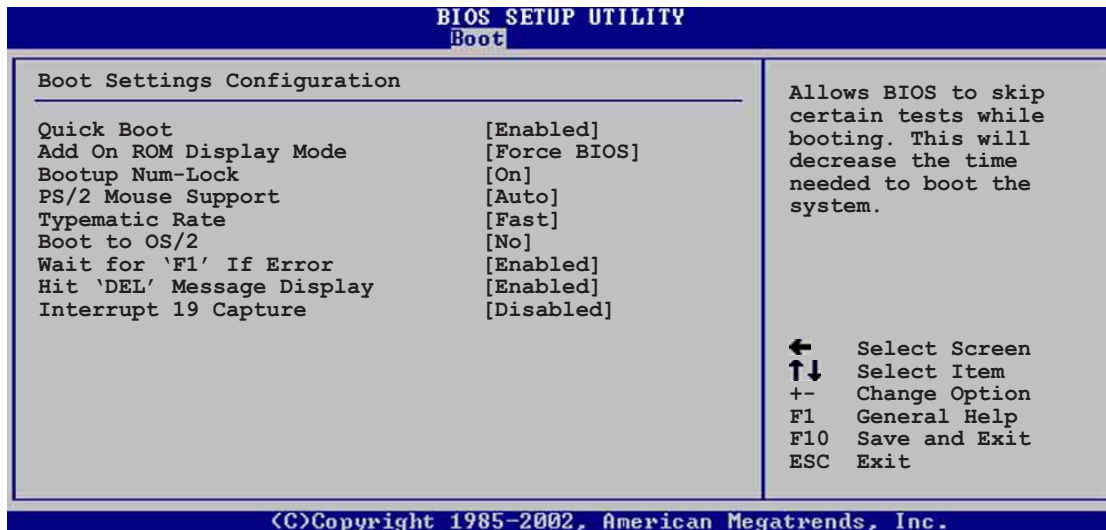 BIOS SETUP UTILITY
Boot
Boot Settings Configuration
Quick Boot [Enabled]
Add On ROM Display Mode [Force BIOS]
Bootup Num-Lock [On]
PS/2 Mouse Support [Auto]
Typematic Rate [Fast]
Boot to OS/2 [No]
Wait for ‘F1’ If Error [Enabled]
Hit ‘DEL’ Message Display [Enabled]
Interrupt 19 Capture [Disabled]
Allows BIOS to skip
certain tests while
booting. This will
decrease the time
needed to boot the
system.
← Select Screen
↑↓ Select Item
+- Change Option
F1 General Help
F10 Save and Exit
ESC Exit
(C)Copyright 1985-2002, American Megatrends, Inc.